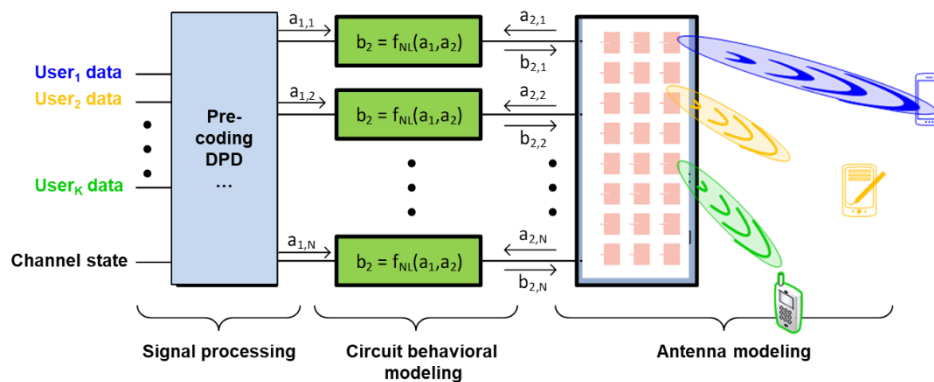 a1,1
a2,1
b2 = fNL(a1,a2)
b2,1
User1 data
User2 data
a1,2
a2,2
b2 = fNL(a1,a2)
b2,2
Pre-
coding
DPD
...
UserK data
a1,N
a2,N
Channel state
b2 = fNL(a1,a2)
b2,N
Signal processing
Circuit behavioral
modeling
Antenna modeling